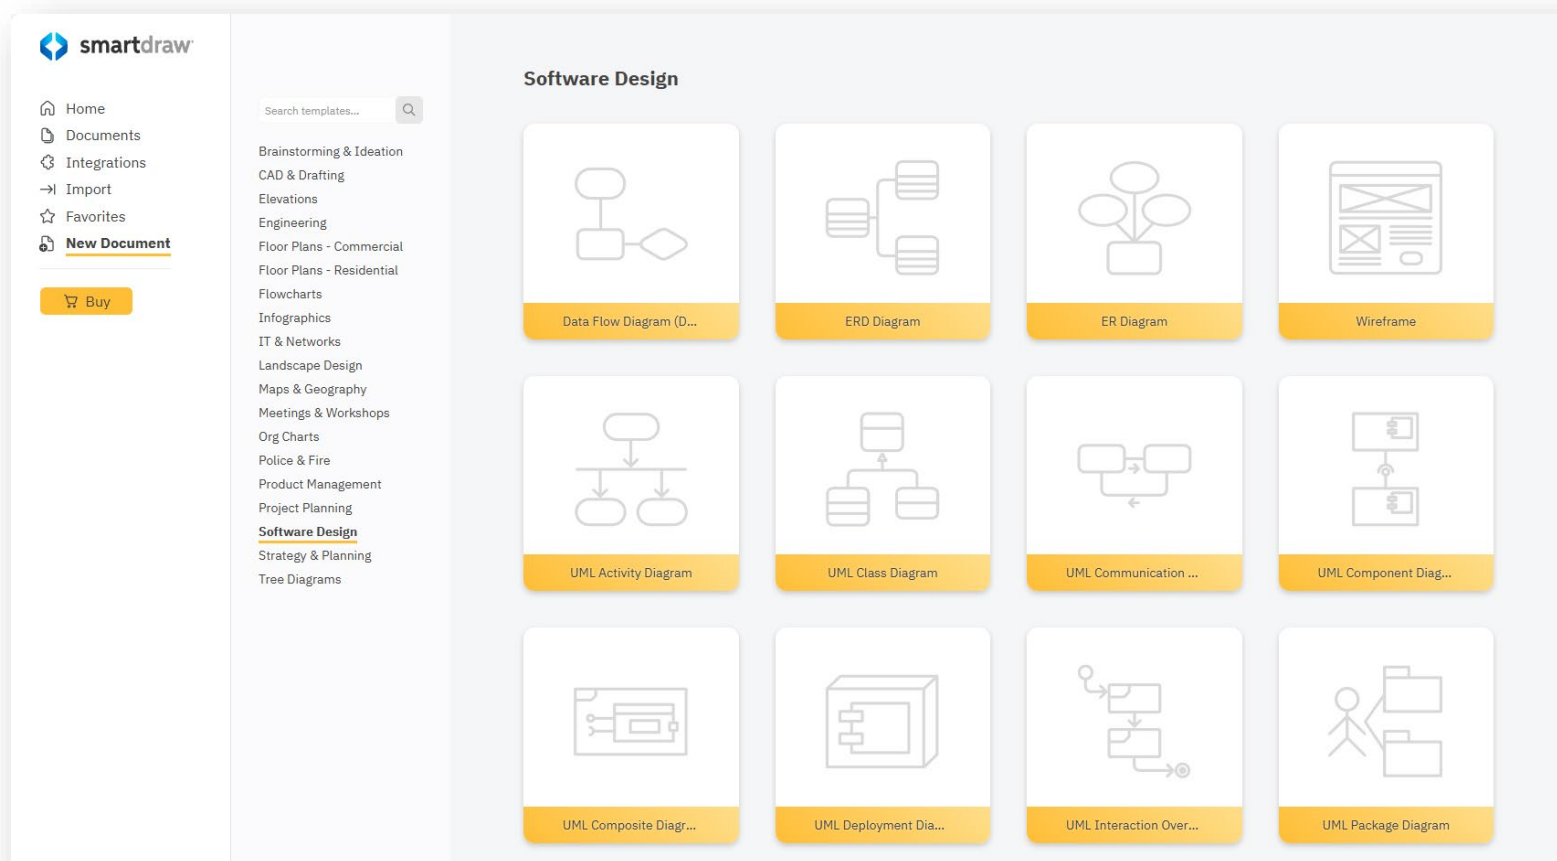 smartdraw
Home
Documents
Integrations
Import
Favorites
New Document
Buy
Search templates...
Brainstorming & Ideation
CAD & Drafting
Elevations
Engineering
Floor Plans - Commercial
Floor Plans - Residential
Flowcharts
Infographics
IT & Networks
Landscape Design
Maps & Geography
Meetings & Workshops
Org Charts
Police & Fire
Product Management
Project Planning
Software Design
Strategy & Planning
Tree Diagrams
Software Design
Data Flow Diagram (D...
ERD Diagram
ER Diagram
Wireframe
UML Activity Diagram
UML Class Diagram
UML Communication ...
UML Component Diag...
UML Composite Diagr...
UML Deployment Dia...
UML Interaction Over...
UML Package Diagram